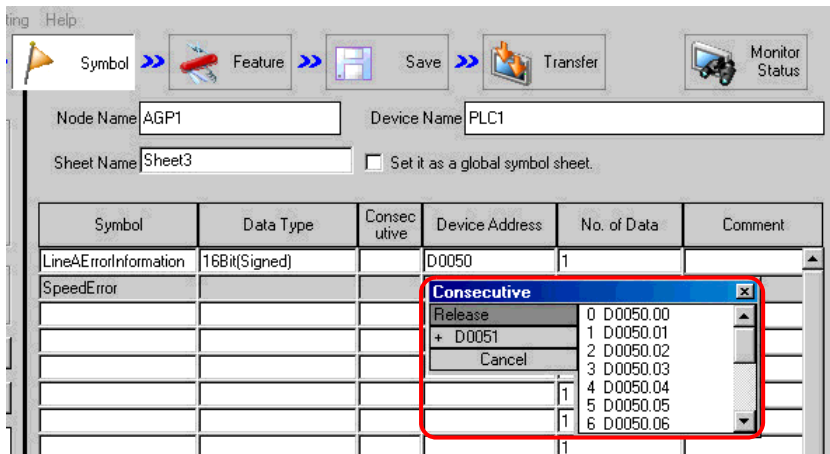 ting Help
Symbol >> Feature >> Save >> Transfer Monitor Status
Node Name AGP1 Device Name PLC1
Sheet Name Sheet3 Set it as a global symbol sheet.
Symbol Data Type Consec utive Device Address No. of Data Comment
LineAErrorInformation 16Bit(Signed) D0050 1
SpeedError
Consecutive
Release
+ D0051
Cancel
0 D0050.00
1 D0050.01
2 D0050.02
3 D0050.03
4 D0050.04
5 D0050.05
6 D0050.06
1
1
1